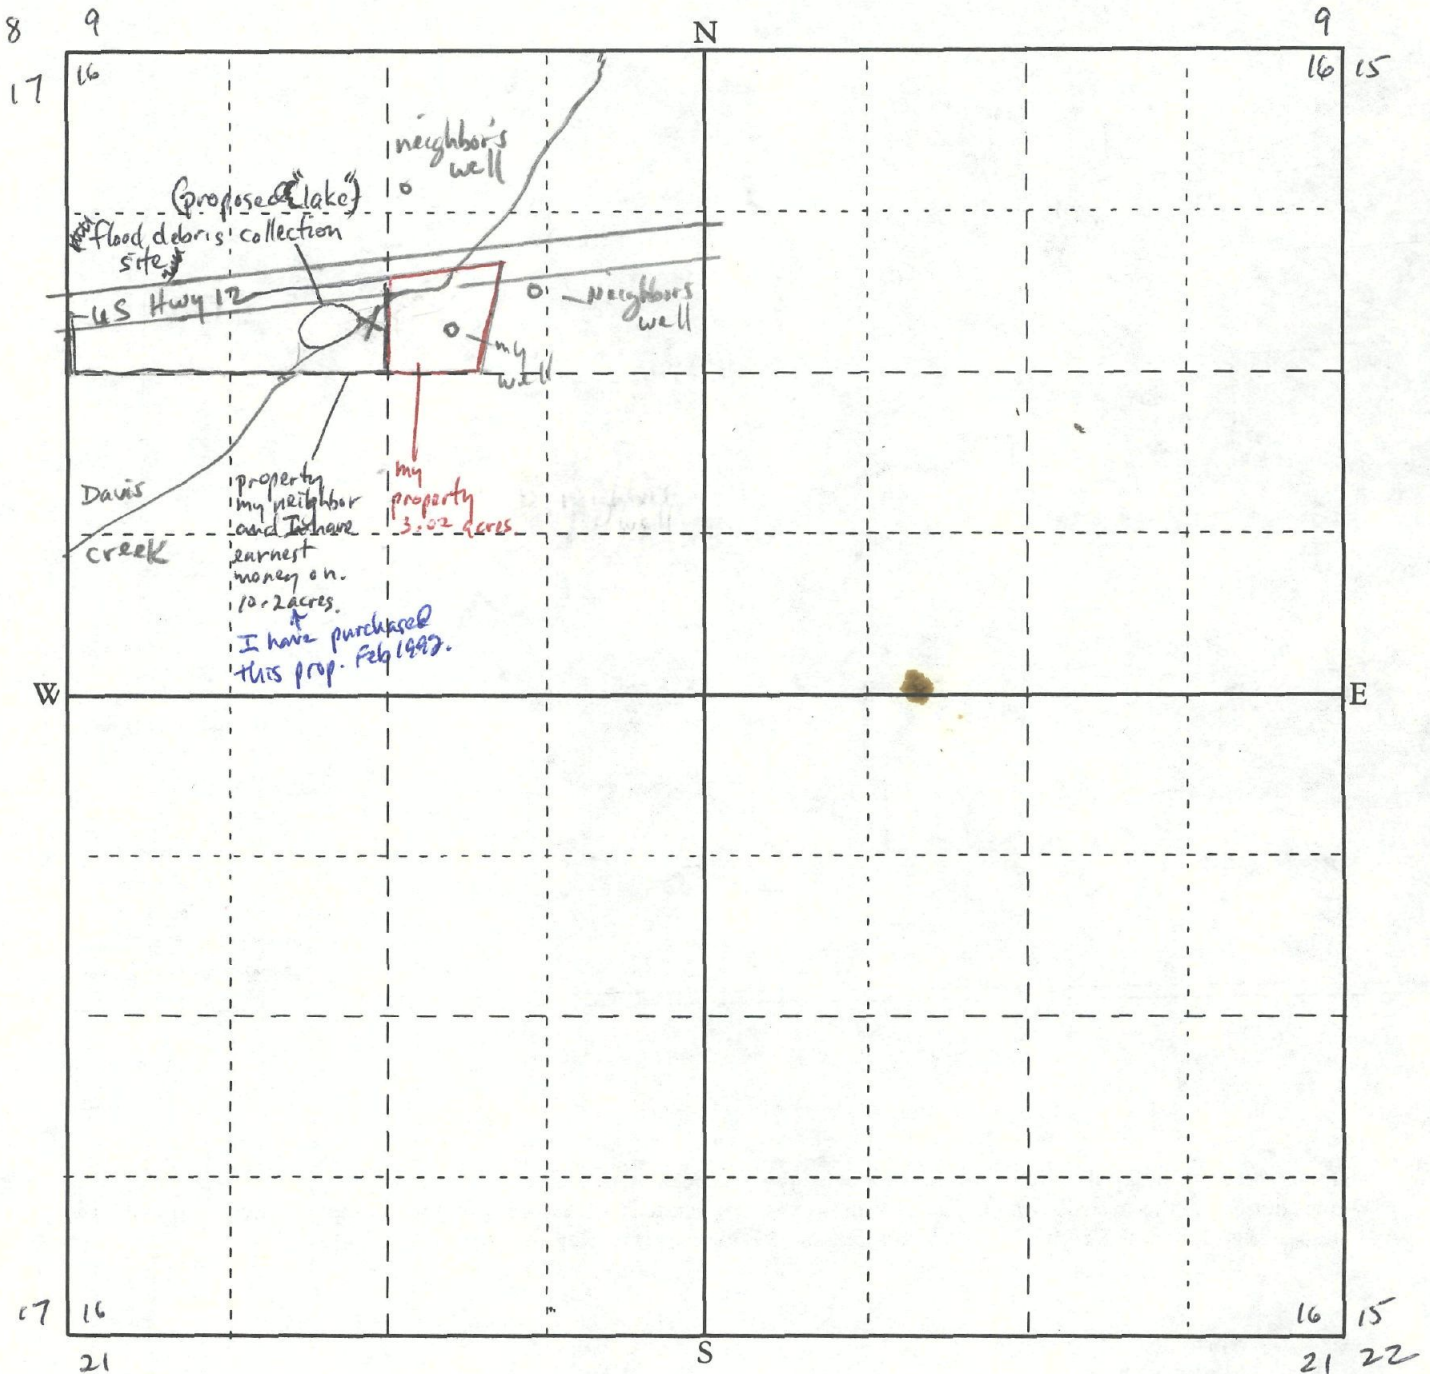 8 9 N 9
17 16 16 15
neighbor's
well
(proposed "lake")
flood debris collection
site
US Hwy 12
Neighbors
well
my
well
Davis
creek
property
my neighbor
and I have
earnest
money on.
10.2 acres.
I have purchased
this prop. Feb 1992.
my
property
3.02 acres
W E
17 16 16 15
21 S 21 22